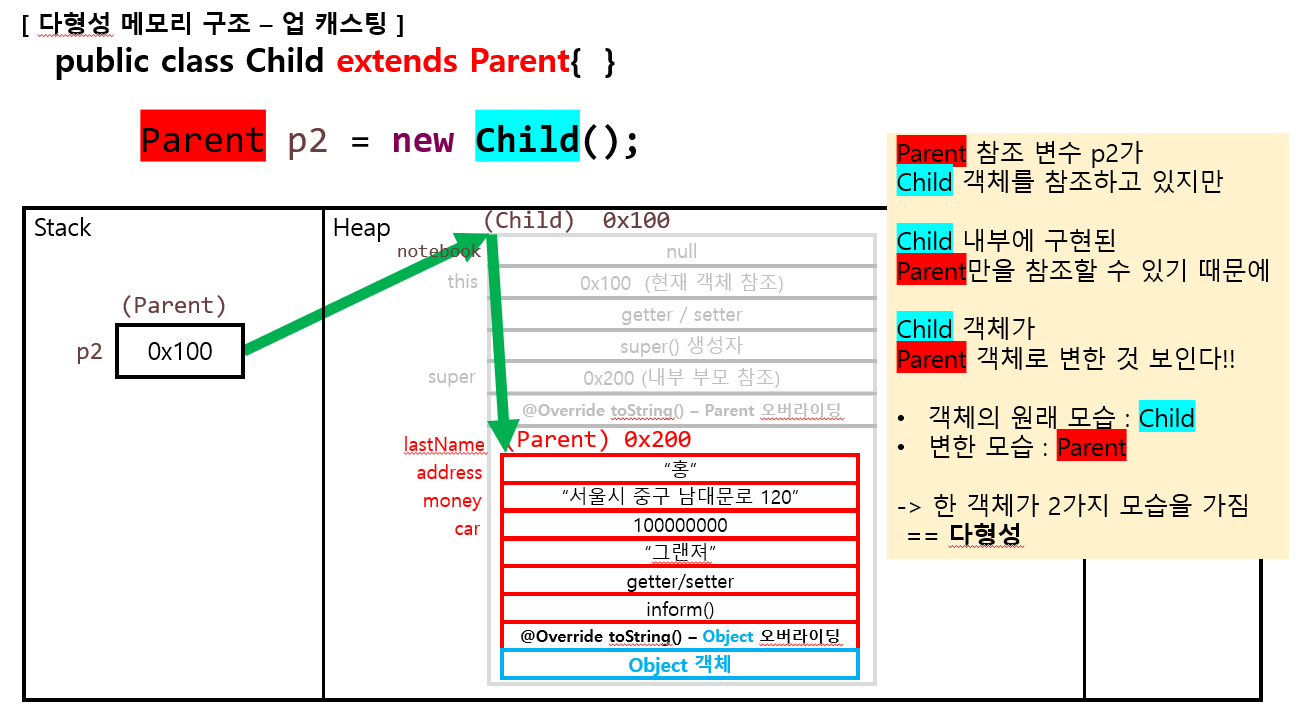 [ 다형성 메모리 구조 – 업 캐스팅 ]
public class Child extends Parent{ }
Parent p2 = new Child();
Stack
(Parent)
p2 0x100
Heap
(Child) 0x100
notebook null
this 0x100 (현재 객체 참조)
getter / setter
super() 생성자
super 0x200 (내부 부모 참조)
@Override toString() – Parent 오버라이딩
(Parent) 0x200
lastName “홍”
address “서울시 중구 남대문로 120”
money 100000000
car “그랜져”
getter/setter
inform()
@Override toString() – Object 오버라이딩
Object 객체
Parent 참조 변수 p2가
Child 객체를 참조하고 있지만
Child 내부에 구현된
Parent만을 참조할 수 있기 때문에
Child 객체가
Parent 객체로 변한 것 보인다!!
• 객체의 원래 모습 : Child
• 변한 모습 : Parent
-> 한 객체가 2가지 모습을 가짐
== 다형성